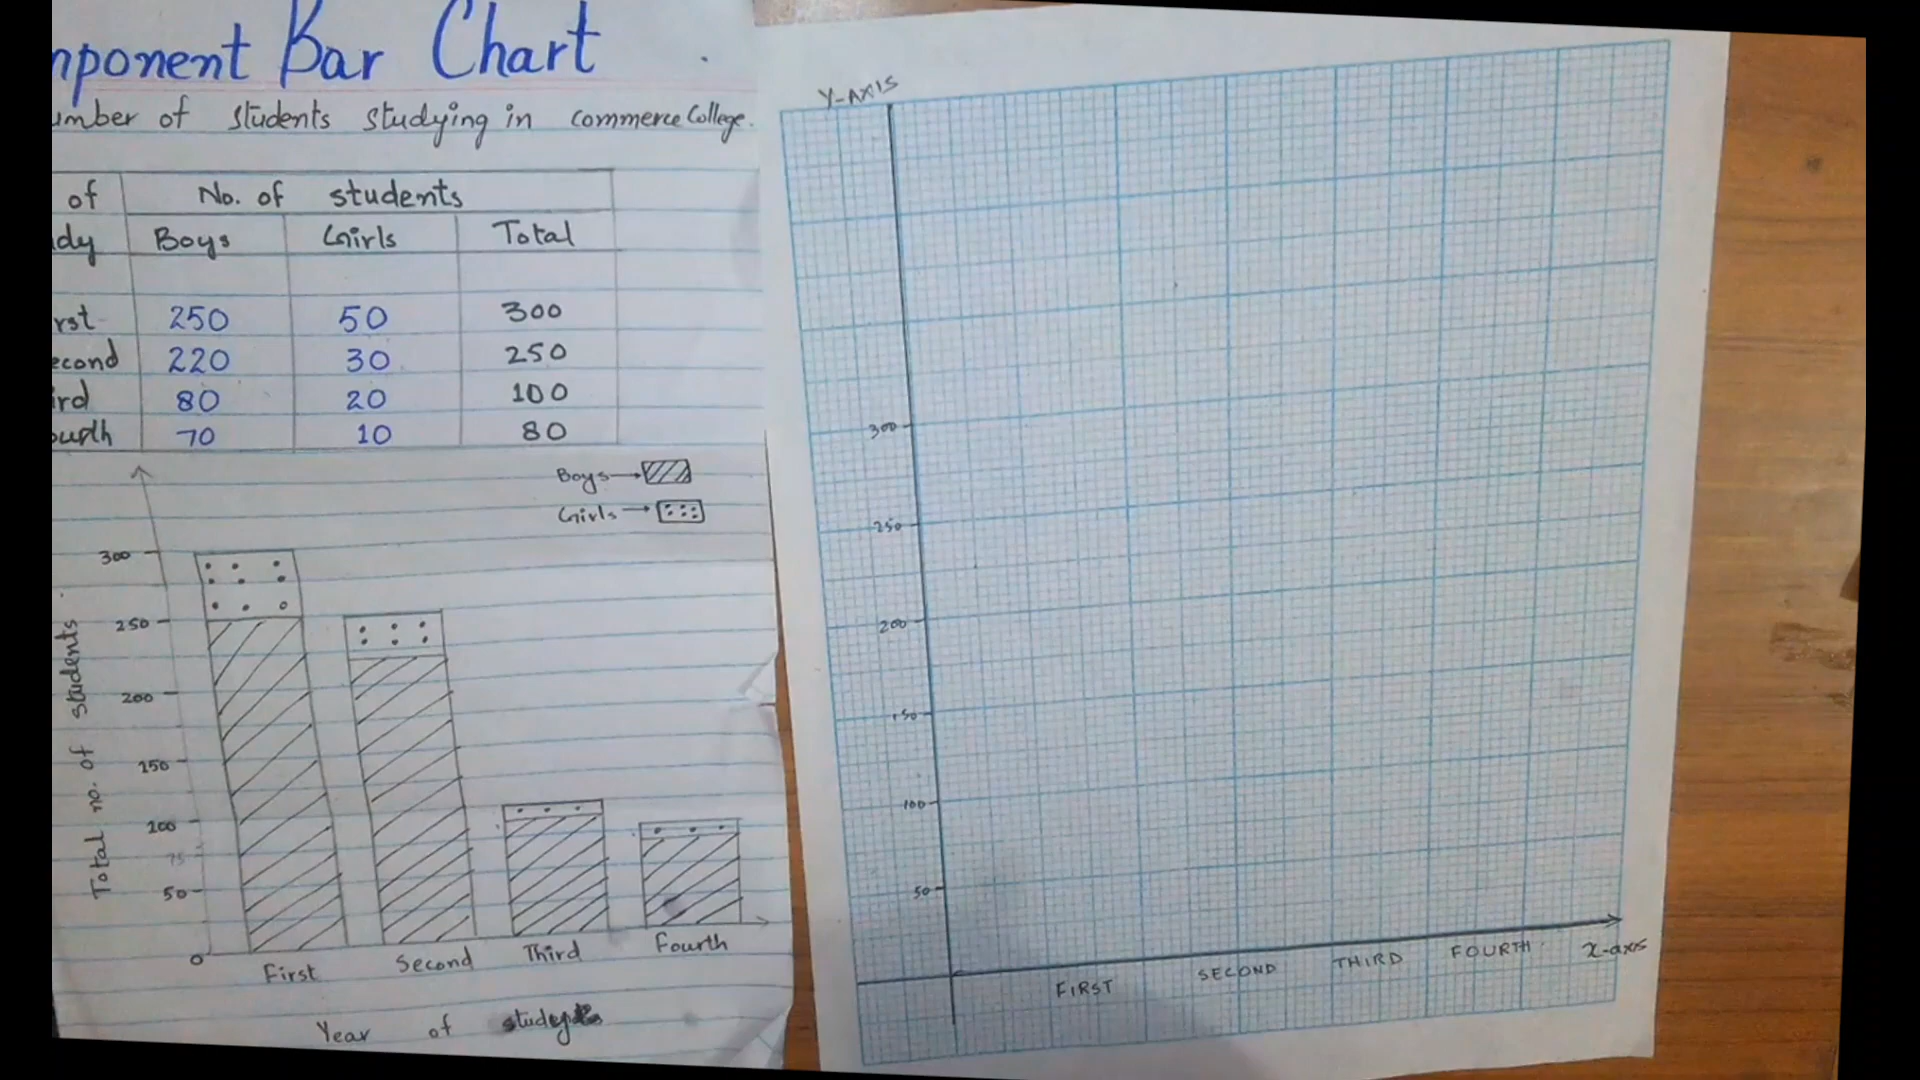 nponent Bar Chart
umber of students studying in commerce College.
of No. of students
dy Boys Girls Total
rst 250 50 300
econd 220 30 250
ird 80 20 100
ourth 70 10 80
Boys
Girls
Total no. of students
300
250
200
150
100
75
50
0
First Second Third Fourth
Year of
Y-AXIS
300
250
200
150
100
50
FIRST SECOND THIRD FOURTH x-axis